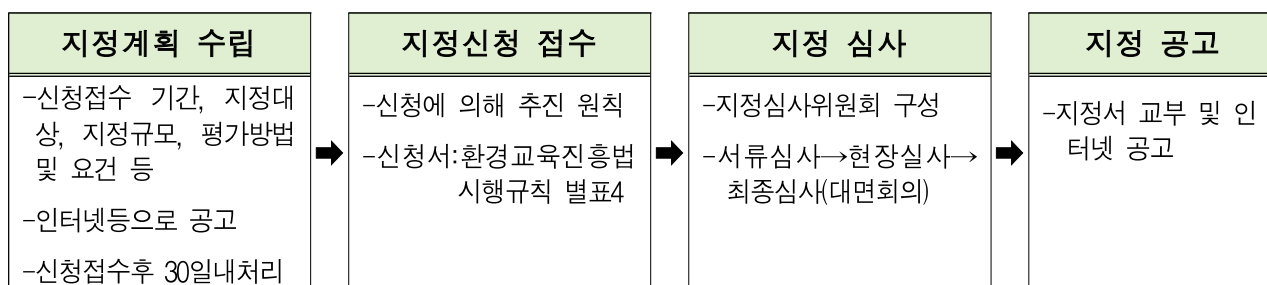 지정계획 수립
-신청접수 기간, 지정대
상, 지정규모, 평가방법
및 요건 등
-인터넷등으로 공고
-신청접수후 30일내처리
지정신청 접수
-신청에 의해 추진 원칙
-신청서:환경교육진흥법
시행규칙 별표4
지정 심사
-지정심사위원회 구성
-서류심사→현장실사→
최종심사(대면회의)
지정 공고
-지정서 교부 및 인
터넷 공고